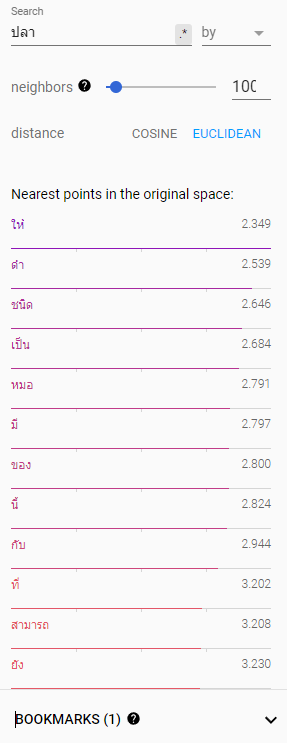 Search
ปลา .* by
neighbors 100
distance COSINE EUCLIDEAN
Nearest points in the original space:
ให้ 2.349
ดำ 2.539
ชนิด 2.646
เป็น 2.684
หมอ 2.791
มี 2.797
ของ 2.800
นี้ 2.824
กับ 2.944
ที่ 3.202
สามารถ 3.208
ยัง 3.230
BOOKMARKS (1)